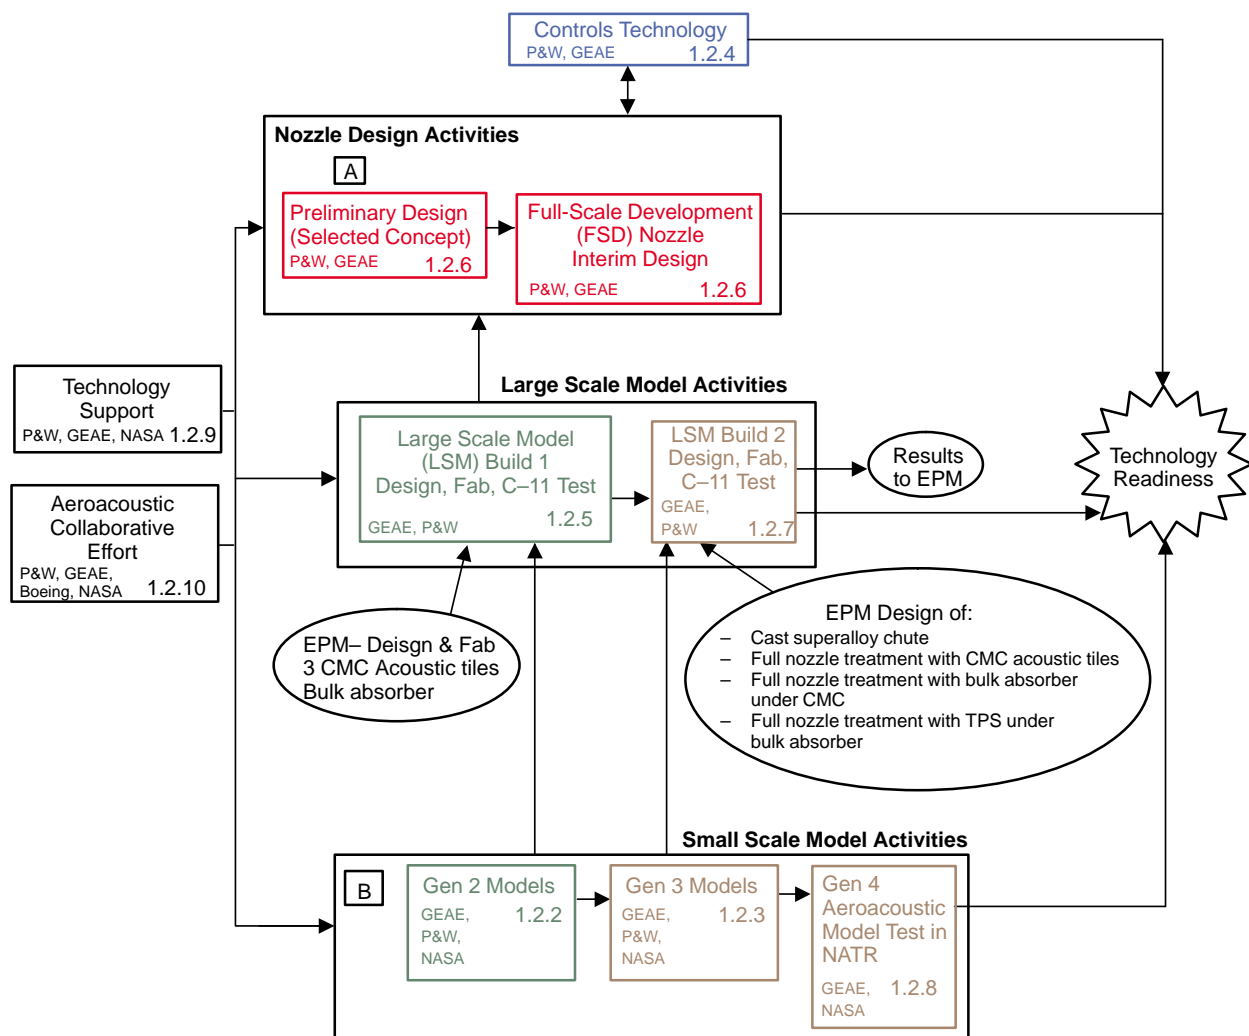 Controls Technology
P&W, GEAE 1.2.4
Nozzle Design Activities
A
Preliminary Design
(Selected Concept)
P&W, GEAE 1.2.6
Full-Scale Development
(FSD) Nozzle
Interim Design
P&W, GEAE 1.2.6
Technology
Support
P&W, GEAE, NASA 1.2.9
Aeroacoustic
Collaborative
Effort
P&W, GEAE,
Boeing, NASA 1.2.10
Large Scale Model Activities
Large Scale Model
(LSM) Build 1
Design, Fab, C–11 Test
GEAE, P&W 1.2.5
LSM Build 2
Design, Fab,
C–11 Test
GEAE,
P&W 1.2.7
Results
to EPM
Technology
Readiness
EPM– Deisgn & Fab
3 CMC Acoustic tiles
Bulk absorber
EPM Design of:
– Cast superalloy chute
– Full nozzle treatment with CMC acoustic tiles
– Full nozzle treatment with bulk absorber
under CMC
– Full nozzle treatment with TPS under
bulk absorber
Small Scale Model Activities
B
Gen 2 Models
GEAE, 1.2.2
P&W,
NASA
Gen 3 Models
GEAE, 1.2.3
P&W,
NASA
Gen 4
Aeroacoustic
Model Test in
NATR
GEAE, 1.2.8
NASA